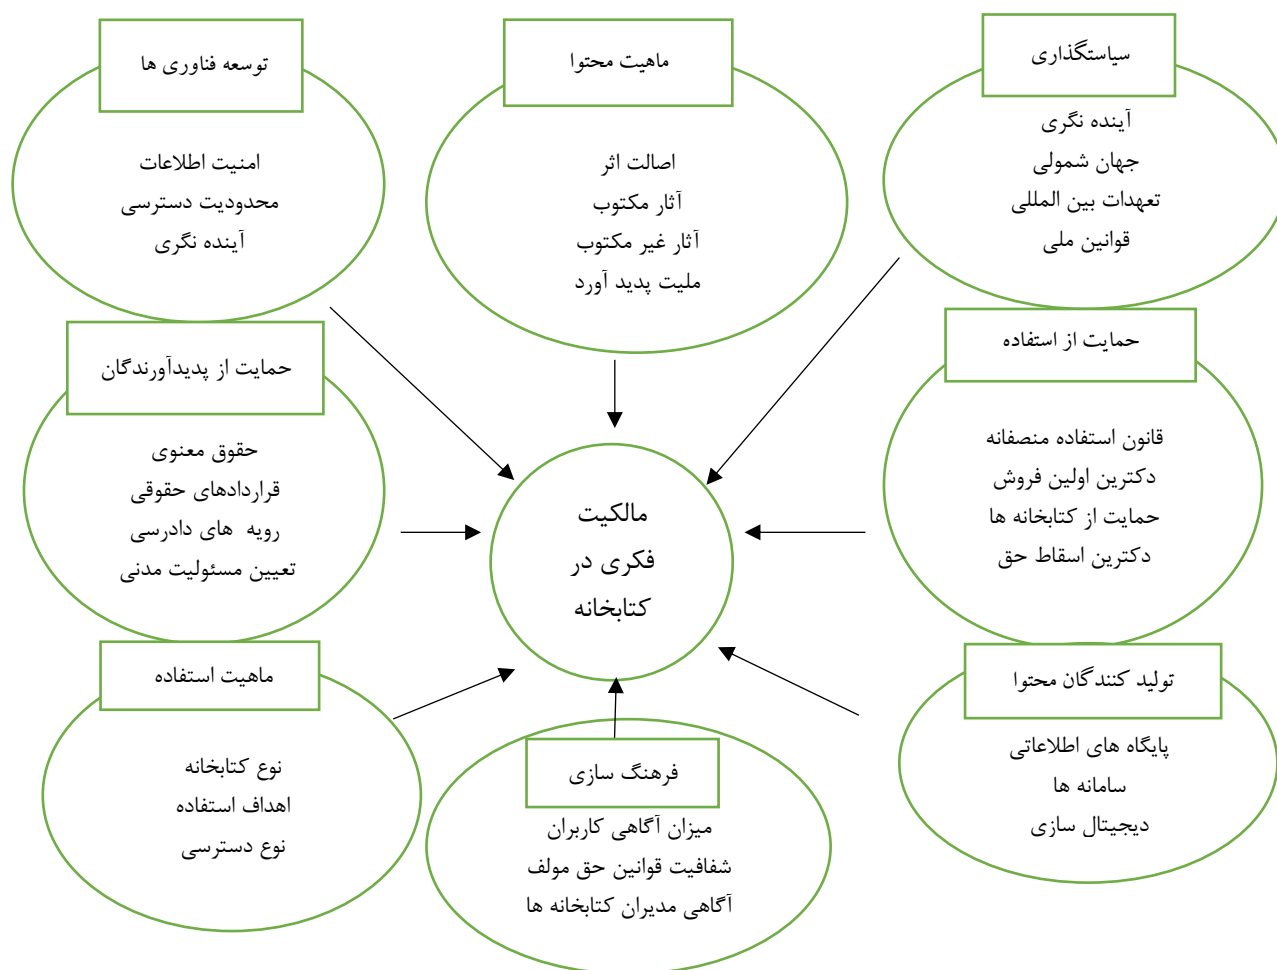 سیاستگذاری
آینده نگری
جهان شمولی
تعهدات بین المللی
قوانین ملی
ماهیت محتوا
اصالت اثر
آثار مکتوب
آثار غیر مکتوب
ملیت پدید آورد
توسعه فناوری ها
امنیت اطلاعات
محدودیت دسترسی
آینده نگری
حمایت از استفاده
قانون استفاده منصفانه
دکترین اولین فروش
حمایت از کتابخانه ها
دکترین اسقاط حق
مالکیت
فکری در
کتابخانه
حمایت از پدیدآورندگان
حقوق معنوی
قراردادهای حقوقی
رویه های دادرسی
تعیین مسئولیت مدنی
تولید کنندگان محتوا
پایگاه های اطلاعاتی
سامانه ها
دیجیتال سازی
فرهنگ سازی
میزان آگاهی کاربران
شفافیت قوانین حق مولف
آگاهی مدیران کتابخانه ها
ماهیت استفاده
نوع کتابخانه
اهداف استفاده
نوع دسترسی